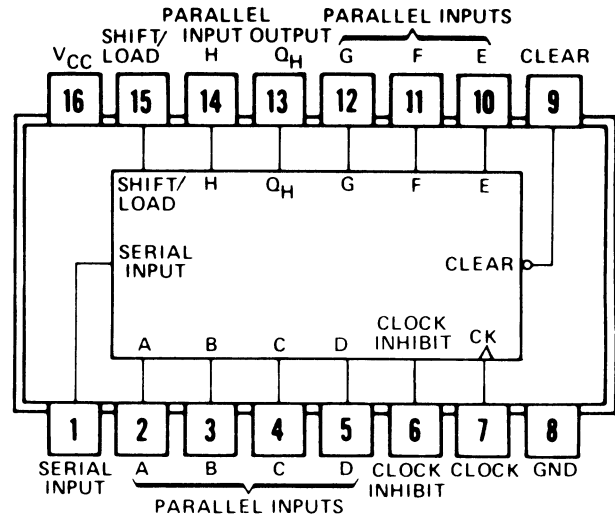 PARALLEL PARALLEL INPUTS
SHIFT/ INPUT OUTPUT
VCC LOAD H QH G F E CLEAR
16 15 14 13 12 11 10 9
SHIFT/ H QH G F E
LOAD
SERIAL
INPUT
CLEAR
CLOCK
INHIBIT CK
A B C D
1 2 3 4 5 6 7 8
SERIAL A B C D CLOCK CLOCK GND
INPUT INHIBIT
PARALLEL INPUTS